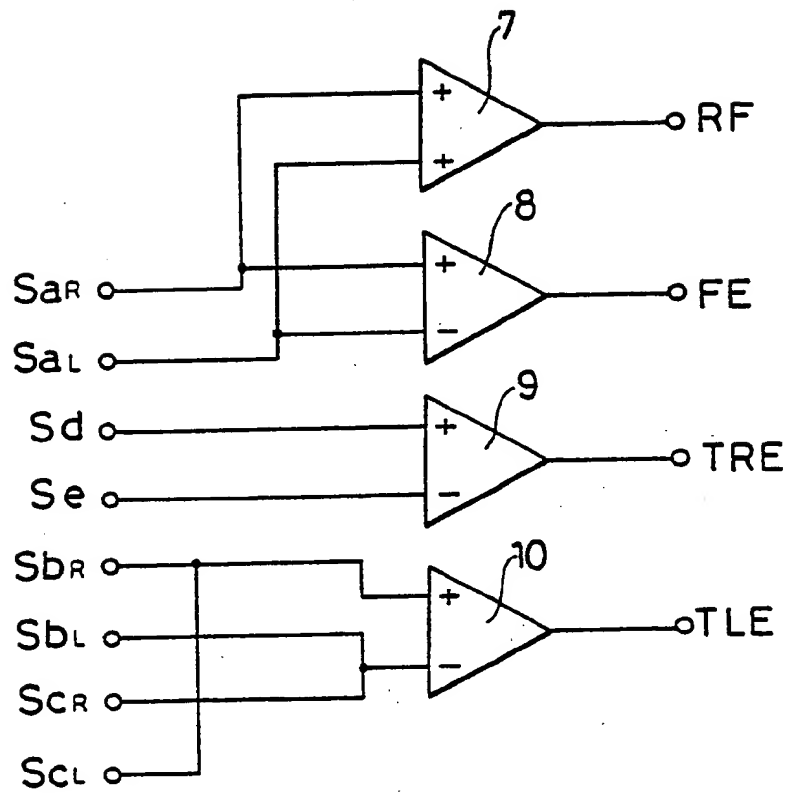 7
+
RF
+
8
+
SaR
FE
SaL
−
9
Sd
+
TRE
Se
−
SbR
10
+
SbL
TLE
−
ScR
ScL